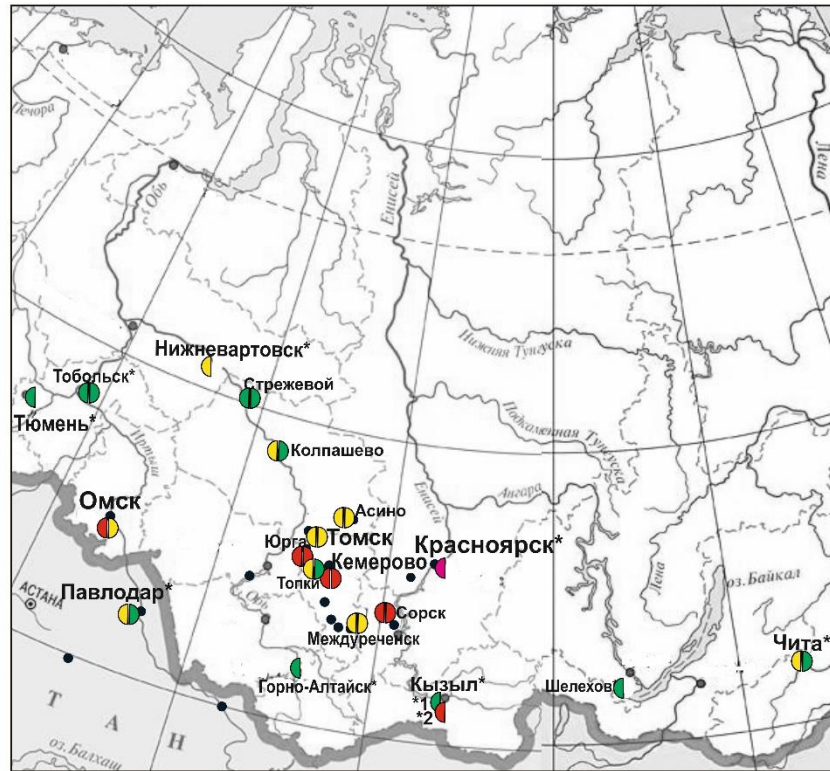 Печора
Обь
Енисей
Лена
Нижняя Тунгуска
Нижневартовск*
Тобольск*
Стрежевой
Тюмень*
Подкаменная Тунгуска
Иртыш
Колпашево
Ангара
Енисей
Омск
Асино
Томск
Юрга
Красноярск*
Кемерово
Топки
Лена
оз. Байкал
АСТАНА
Павлодар*
Обь
Сорск
Междуреченск
Чита*
Горно-Алтайск*
Кызыл*
*1
*2
Шелехов
Т А Н
оз. Балхаш